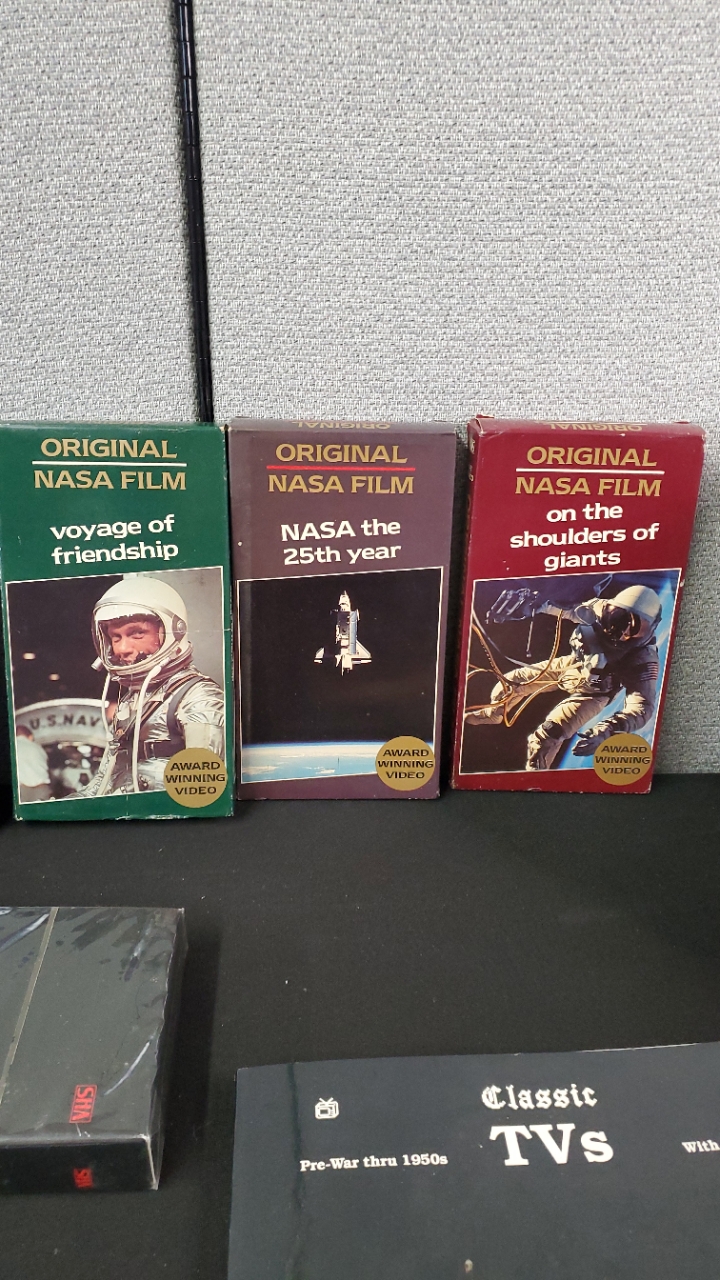 ORIGINAL
NASA FILM
voyage of
friendship
U.S.NAV
AWARD
WINNING
VIDEO
ORIGINAL
ORIGINAL
NASA FILM
NASA the
25th year
AWARD
WINNING
VIDEO
ORIGINAL
ORIGINAL
NASA FILM
on the
shoulders of
giants
AWARD
WINNING
VIDEO
VHS
VHS
Classic
TVs
Pre-War thru 1950s
With